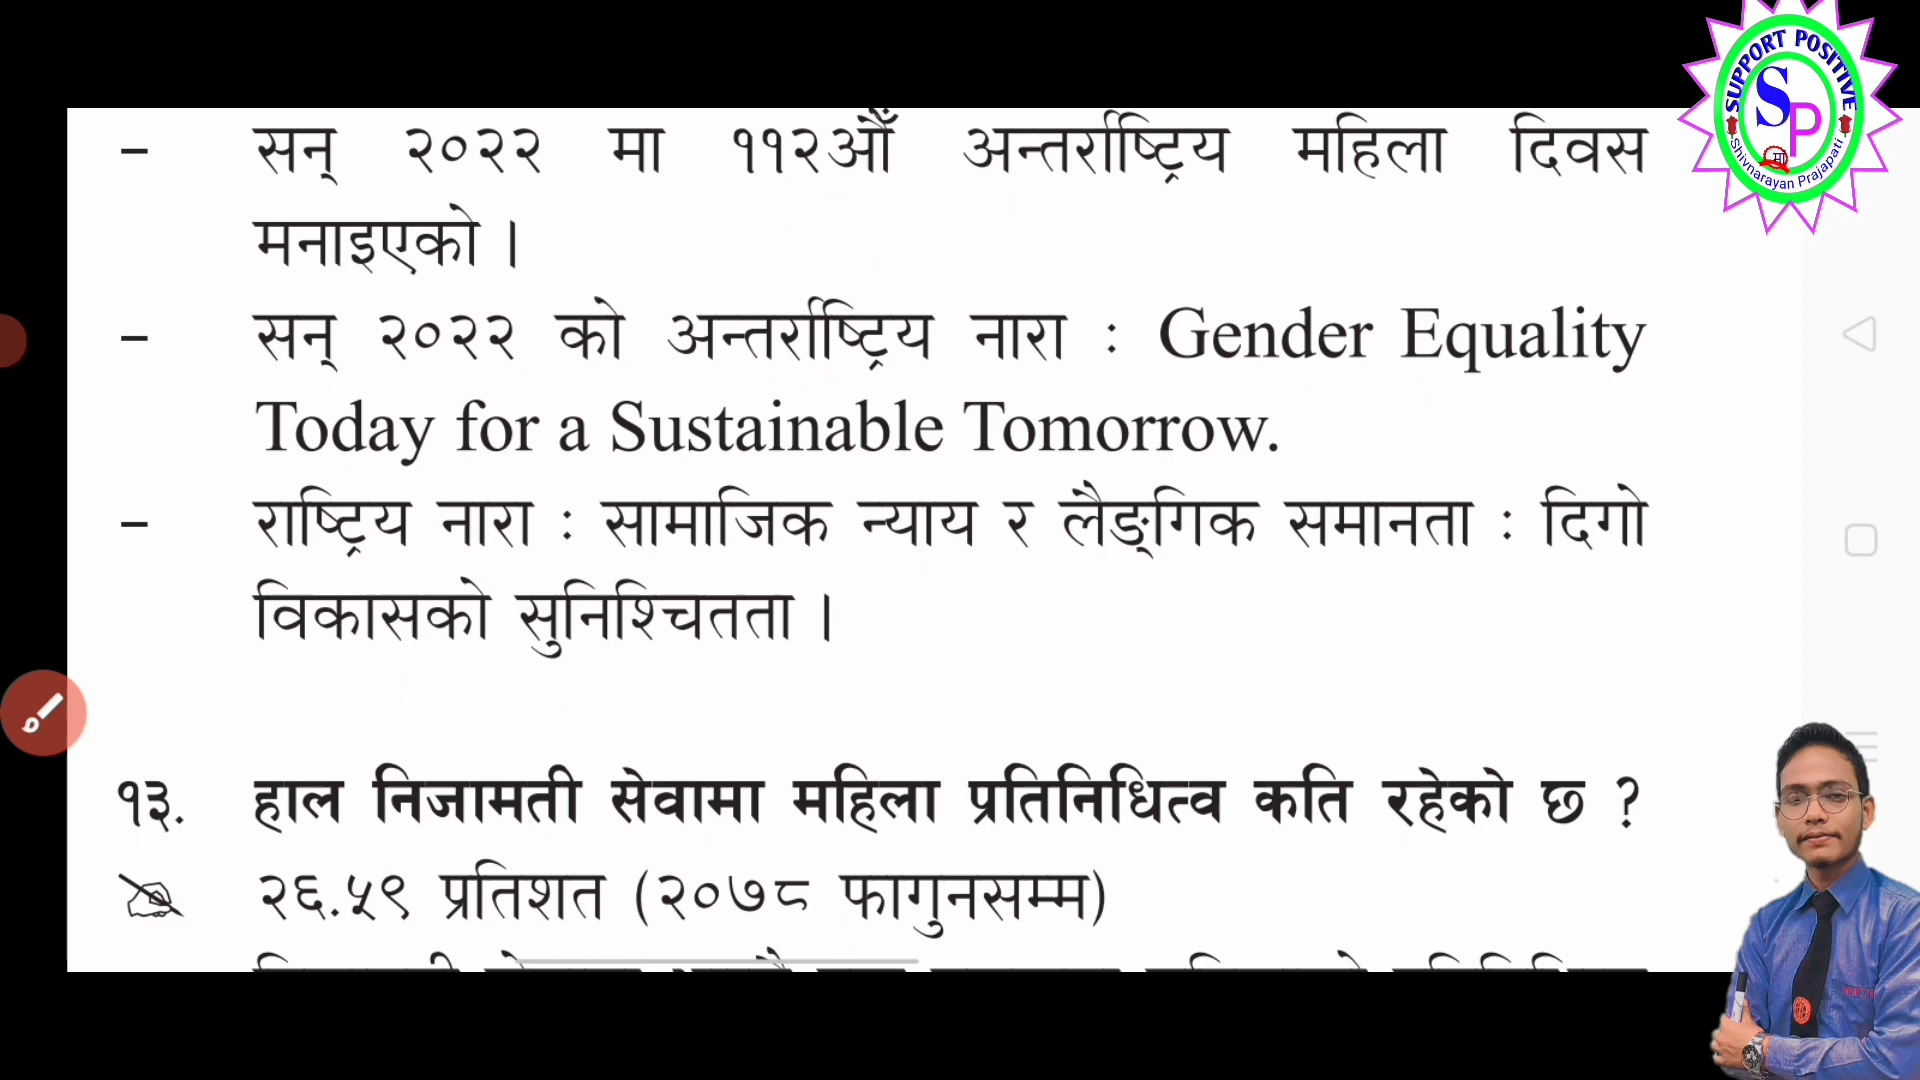 SUPPORT POSITIVE
SP
Shivnarayan Prajapati
– सन् २०२२ मा ११२औँ अन्तर्राष्ट्रिय महिला दिवस
मनाइएको ।
– सन् २०२२ को अन्तर्राष्ट्रिय नारा : Gender Equality
Today for a Sustainable Tomorrow.
– राष्ट्रिय नारा : सामाजिक न्याय र लैङ्गिक समानता : दिगो
विकासको सुनिश्चितता ।
१३. हाल निजामती सेवामा महिला प्रतिनिधित्व कति रहेको छ ?
२६.५९ प्रतिशत (२०७८ फागुनसम्म)